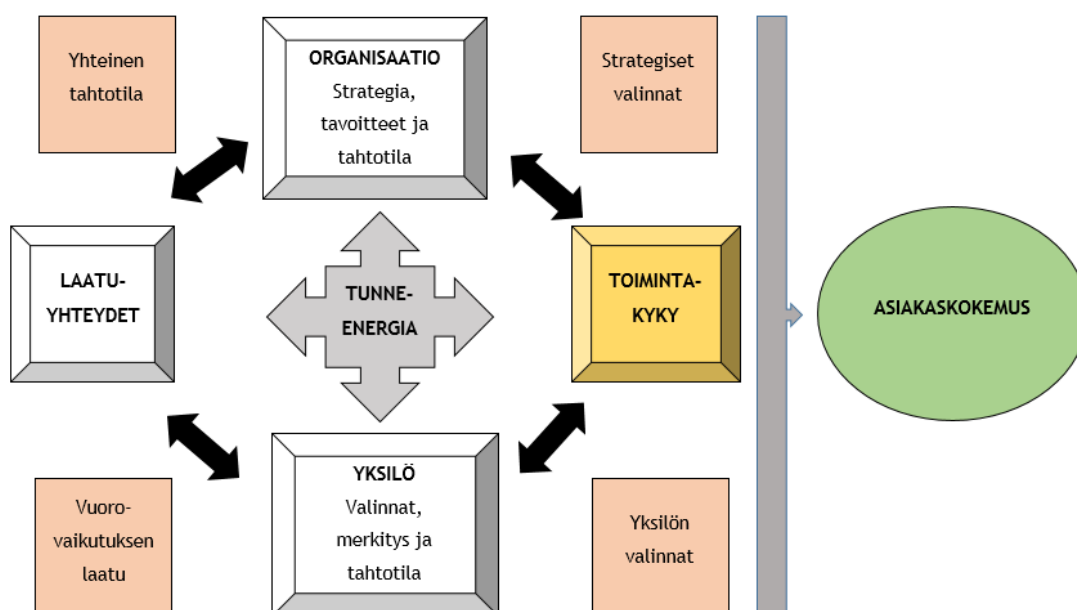 Yhteinen
tahtotila
ORGANISAATIO
Strategia,
tavoitteet ja
tahtotila
Strategiset
valinnat
LAATU-
YHTEYDET
TUNNE-
ENERGIA
TOIMINTA-
KYKY
ASIAKASKOKEMUS
Vuoro-
vaikutuksen
laatu
YKSILÖ
Valinnat,
merkitys ja
tahtotila
Yksilön
valinnat